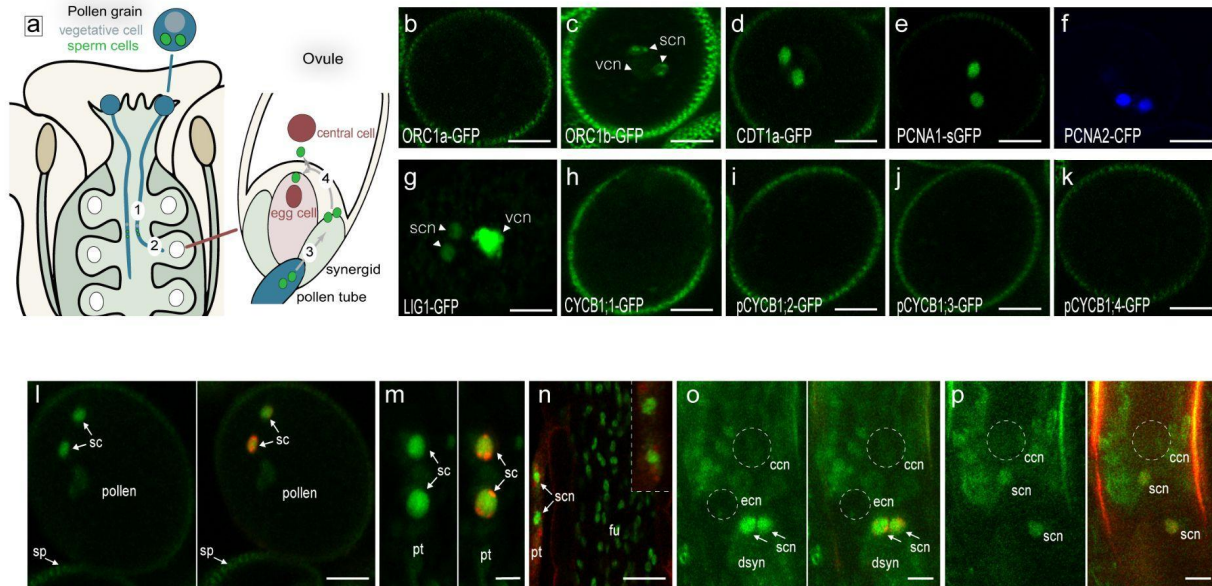 a
Pollen grain
vegetative cell
sperm cells
1
2
Ovule
central cell
4
egg cell
3
synergid
pollen tube
b
ORC1a-GFP
c
scn
vcn
ORC1b-GFP
d
CDT1a-GFP
e
PCNA1-sGFP
f
PCNA2-CFP
g
scn
vcn
LIG1-GFP
h
CYCB1;1-GFP
i
pCYCB1;2-GFP
j
pCYCB1;3-GFP
k
pCYCB1;4-GFP
l
sc
pollen
sp
sc
pollen
m
sc
pt
sc
pt
n
scn
pt
fu
o
ccn
ecn
scn
dsyn
ccn
ecn
scn
dsyn
p
ccn
scn
scn
ccn
scn
scn